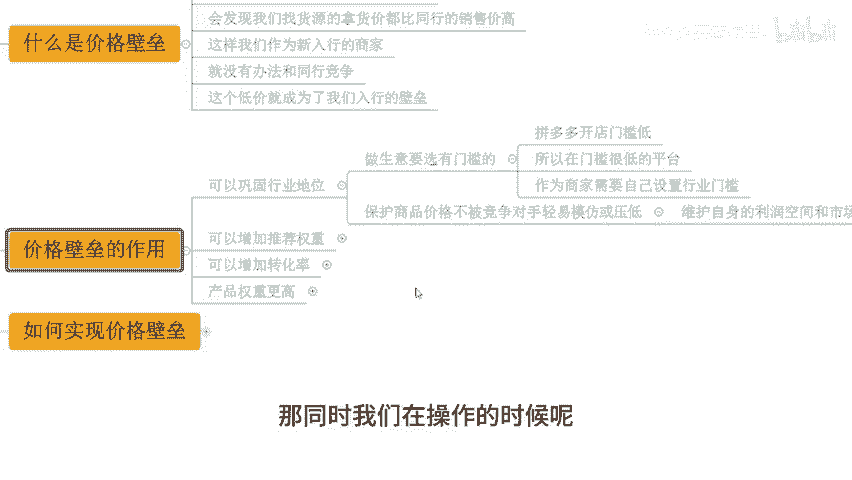 什么是价格壁垒
会发现我们找货源的拿货价都比同行的销售价高
这样我们作为新入行的商家
就没有办法和同行竞争
这个低价就成为了我们入行的壁垒
价格壁垒的作用
可以巩固行业地位
做生意要选有门槛的
拼多多开店门槛低
所以在门槛很低的平台
作为商家需要自己设置行业门槛
保护商品价格不被竞争对手轻易模仿或压低
维护自身的利润空间和市场
可以增加推荐权重
可以增加转化率
产品权重更高
如何实现价格壁垒
那同时我们在操作的时候呢